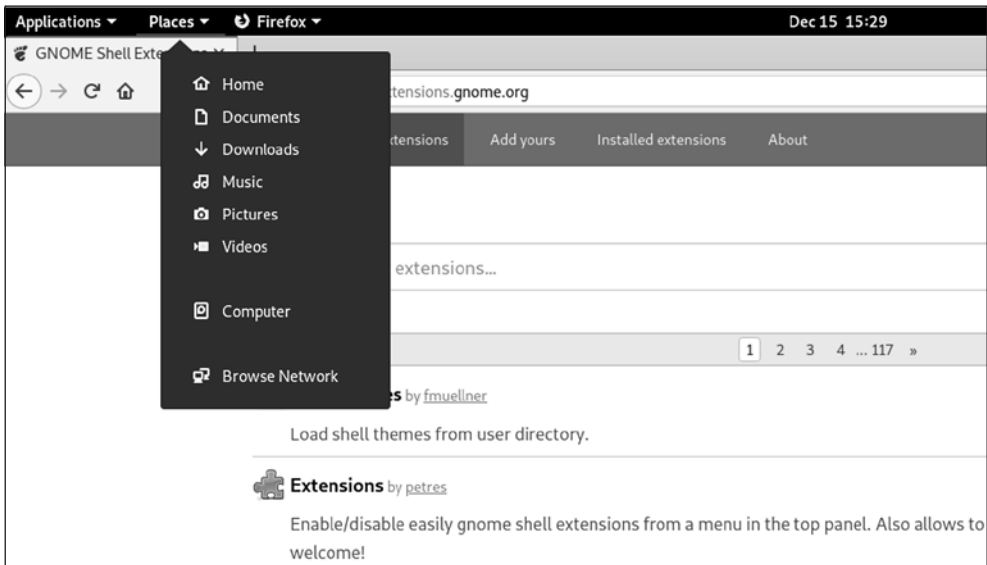 Applications Places Firefox Dec 15 15:29
GNOME Shell Exte
Home
Documents
Downloads
Music
Pictures
Videos
Computer
Browse Network
tensions.gnome.org
tensions Add yours Installed extensions About
extensions...
1 2 3 4 ... 117 »
es by fmuellner
Load shell themes from user directory.
Extensions by petres
Enable/disable easily gnome shell extensions from a menu in the top panel. Also allows to
welcome!